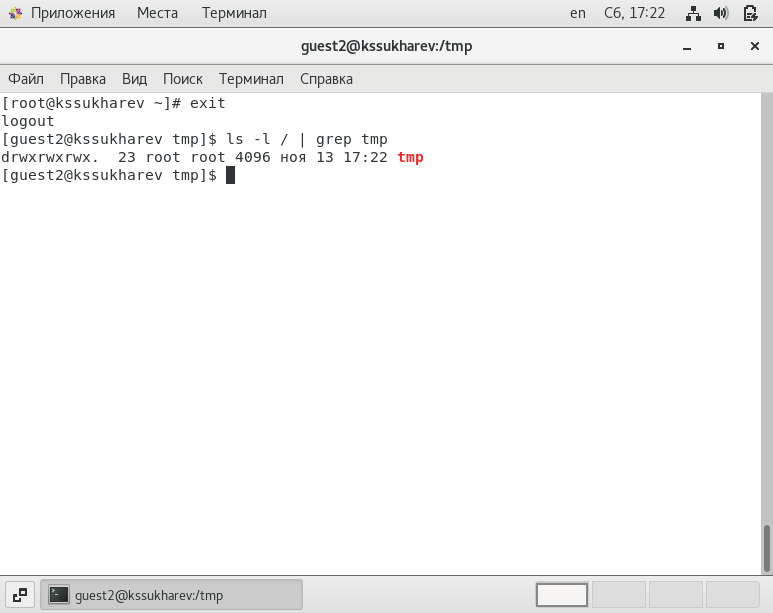 Приложения Места Терминал en Сб, 17:22
guest2@kssukharev:/tmp
Файл Правка Вид Поиск Терминал Справка
[root@kssukharev ~]# exit
logout
[guest2@kssukharev tmp]$ ls -l / | grep tmp
drwxrwxrwx.  23 root root 4096 ноя 13 17:22 tmp
[guest2@kssukharev tmp]$
guest2@kssukharev:/tmp